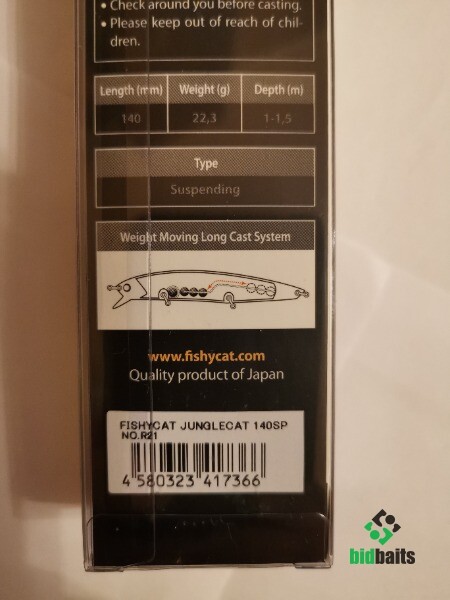 • Check around you before casting.
• Please keep out of reach of chil-
dren.
Length (mm) Weight (g) Depth (m)
140 22,3 1-1,5
Type
Suspending
Weight Moving Long Cast System
www.fishycat.com
Quality product of Japan
FISHYCAT JUNGLECAT 140SP
NO.R21
4 580323 417366
bidbaits